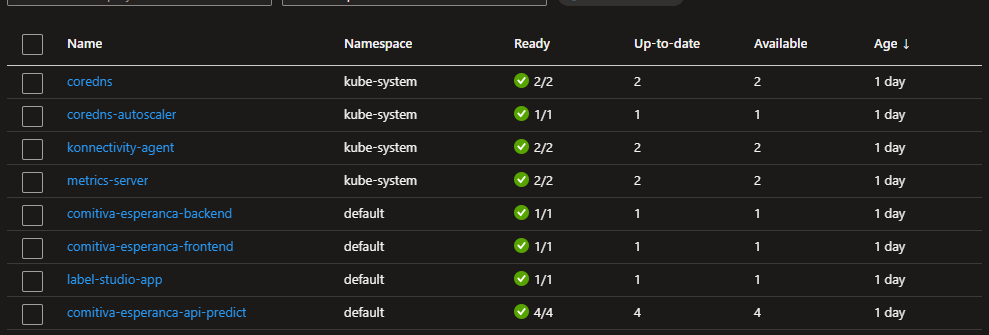 Name Namespace Ready Up-to-date Available Age ↓
coredns kube-system 2/2 2 2 1 day
coredns-autoscaler kube-system 1/1 1 1 1 day
konnectivity-agent kube-system 2/2 2 2 1 day
metrics-server kube-system 2/2 2 2 1 day
comitiva-esperanca-backend default 1/1 1 1 1 day
comitiva-esperanca-frontend default 1/1 1 1 1 day
label-studio-app default 1/1 1 1 1 day
comitiva-esperanca-api-predict default 4/4 4 4 1 day